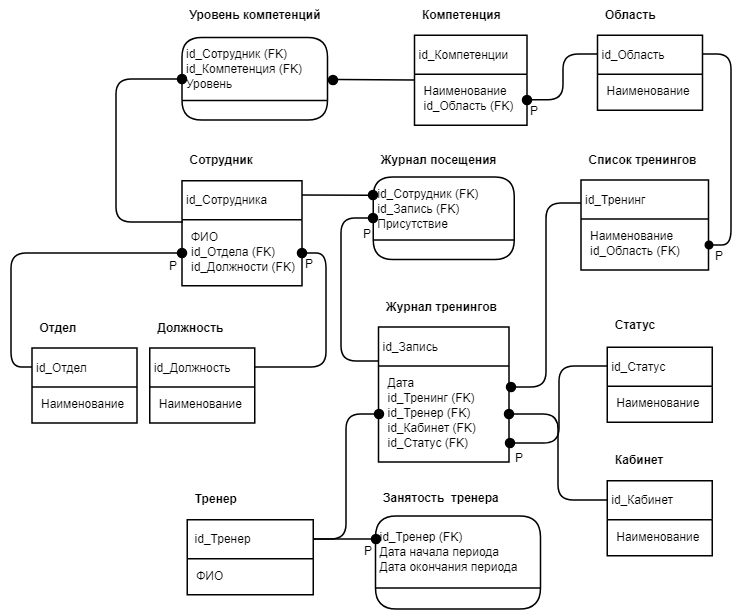 Уровень компетенций
id_Сотрудник (FK)
id_Компетенция (FK)
Уровень
Компетенция
id_Компетенции
Наименование
id_Область (FK)
P
Область
id_Область
Наименование
Сотрудник
id_Сотрудника
ФИО
id_Отдела (FK)
id_Должности (FK)
P
P
Журнал посещения
id_Сотрудник (FK)
id_Запись (FK)
Присутствие
P
Список тренингов
id_Тренинг
Наименование
id_Область (FK)
P
Отдел
id_Отдел
Наименование
Должность
id_Должность
Наименование
Журнал тренингов
id_Запись
Дата
id_Тренинг (FK)
id_Тренер (FK)
id_Кабинет (FK)
id_Статус (FK)
P
Статус
id_Статус
Наименование
Кабинет
id_Кабинет
Наименование
Тренер
id_Тренер
ФИО
Занятость тренера
id_Тренер (FK)
Дата начала периода
Дата окончания периода
P